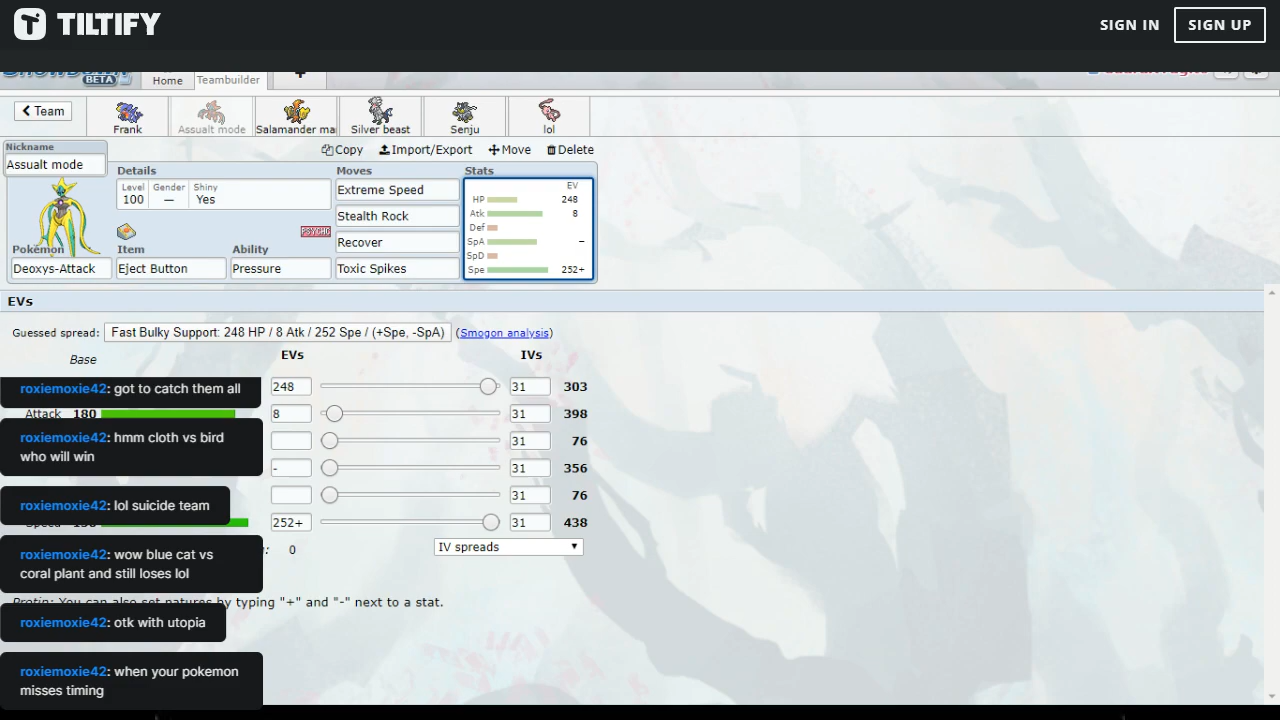 TILTIFY
SIGN IN
SIGN UP
BETA
Home
Teambuilder
+
Team
Frank
Assualt mode
Salamander ma
Silver beast
Senju
lol
Nickname
Assualt mode
Copy
Import/Export
Move
Delete
Details
Level
100
Gender
—
Shiny
Yes
PSYCHC
Pokémon
Deoxys-Attack
Item
Eject Button
Ability
Pressure
Moves
Extreme Speed
Stealth Rock
Recover
Toxic Spikes
Stats
EV
HP 248
Atk 8
Def
SpA –
SpD
Spe 252+
EVs
Guessed spread: Fast Bulky Support: 248 HP / 8 Atk / 252 Spe / (+Spe, -SpA) (Smogon analysis)
Base
EVs
IVs
248 31 303
Attack 180 8 31 398
31 76
- 31 356
31 76
252+ 31 438
0
IV spreads
You can also set natures by typing "+" and "-" next to a stat.
roxiemoxie42: got to catch them all
roxiemoxie42: hmm cloth vs bird
who will win
roxiemoxie42: lol suicide team
roxiemoxie42: wow blue cat vs
coral plant and still loses lol
roxiemoxie42: otk with utopia
roxiemoxie42: when your pokemon
misses timing